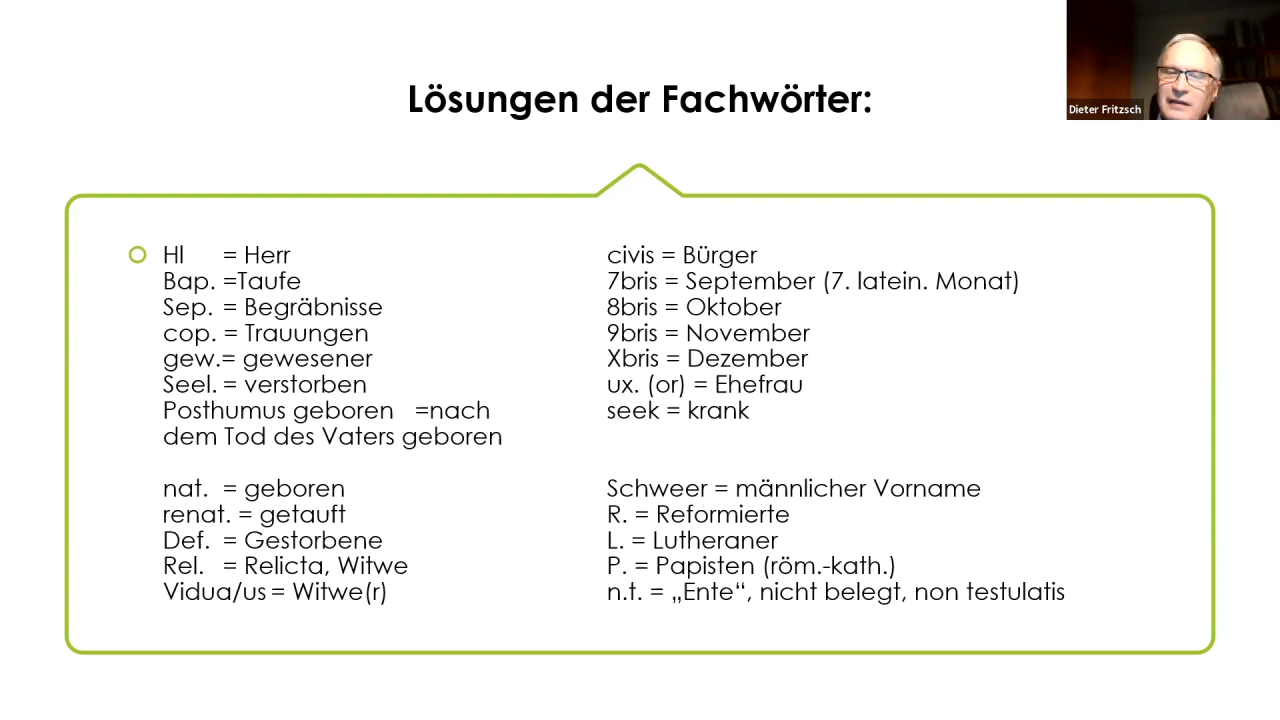 Lösungen der Fachwörter:
Dieter Fritzsch
Hl = Herr
Bap. =Taufe
Sep. = Begräbnisse
cop. = Trauungen
gew.= gewesener
Seel. = verstorben
Posthumus geboren =nach
dem Tod des Vaters geboren
nat. = geboren
renat. = getauft
Def. = Gestorbene
Rel. = Relicta, Witwe
Vidua/us = Witwe(r)
civis = Bürger
7bris = September (7. latein. Monat)
8bris = Oktober
9bris = November
Xbris = Dezember
ux. (or) = Ehefrau
seek = krank
Schweer = männlicher Vorname
R. = Reformierte
L. = Lutheraner
P. = Papisten (röm.-kath.)
n.t. = „Ente“, nicht belegt, non testulatis